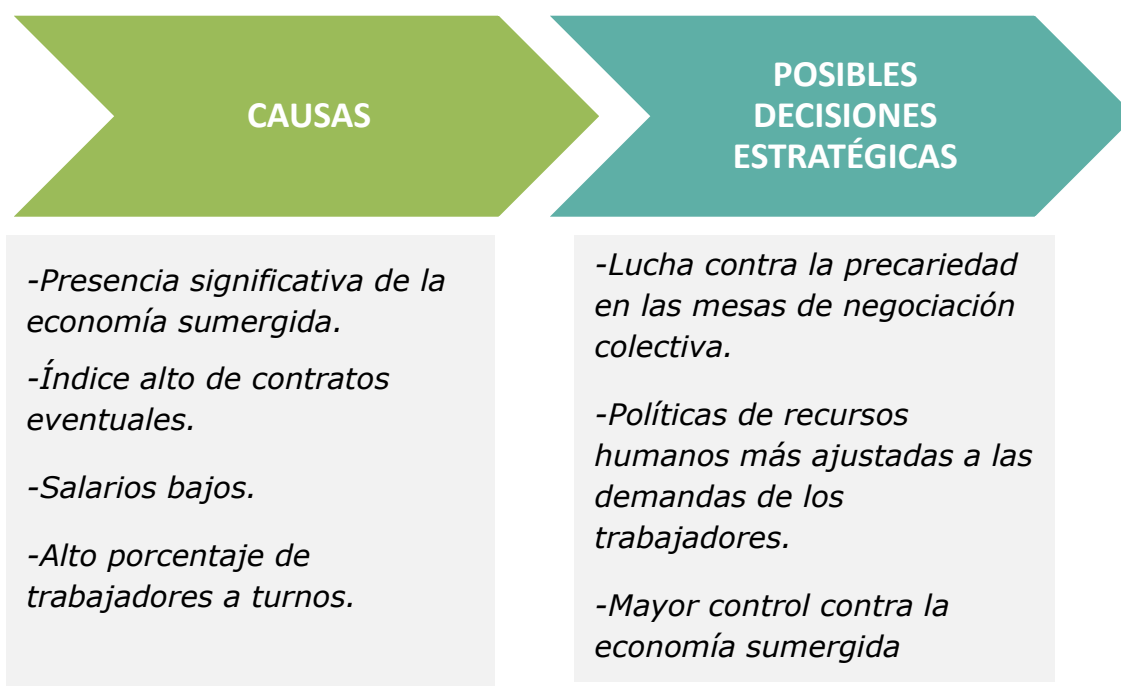 CAUSAS
POSIBLES
DECISIONES
ESTRATÉGICAS
-Presencia significativa de la
economía sumergida.
-Índice alto de contratos
eventuales.
-Salarios bajos.
-Alto porcentaje de
trabajadores a turnos.
-Lucha contra la precariedad
en las mesas de negociación
colectiva.
-Políticas de recursos
humanos más ajustadas a las
demandas de los
trabajadores.
-Mayor control contra la
economía sumergida